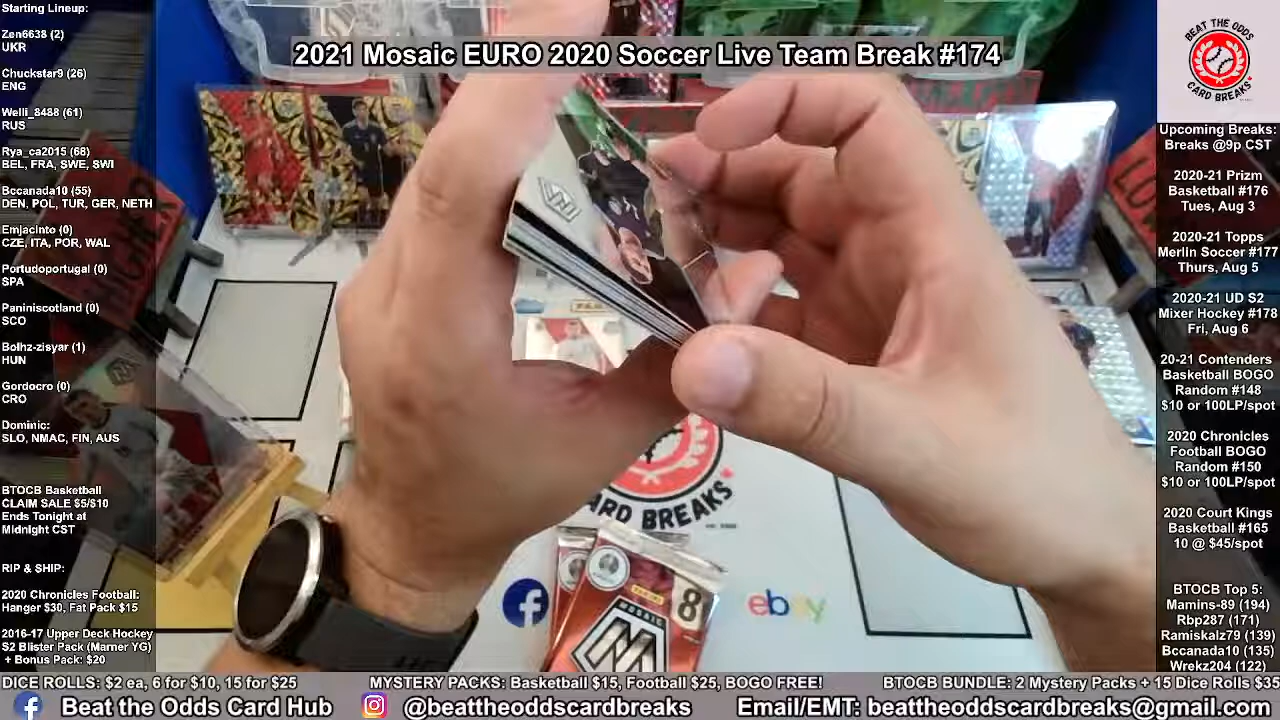 Starting Lineup:
Zen6638 (2)
UKR
Chuckster9 (26)
ENG
Welli_8488 (61)
RUS
Rya_ca2015 (68)
BEL, FRA, SWE, SWI
Bccanada10 (55)
DEN, POL, TUR, GER, NETH
Emjacinto (0)
CZE, ITA, POR, WAL
Portudoportugal (0)
SPA
Paniniscotland (0)
SCO
Bolhz-zisyar (1)
HUN
Gordocro (0)
CRO
Dominic:
SLO, NMAC, FIN, AUS
BTOCB Basketball
CLAIM SALE $5/$10
Ends Tonight at
Midnight CST
RIP & $HIP:
2020 Chronicles Football:
Hanger $30, Fat Pack $15
2016-17 Upper Deck Hockey
S2 Blister Pack (Marner YG)
+ Bonus Pack: $20
2021 Mosaic EURO 2020 Soccer Live Team Break #174
CARD BREAKS
PANINI
MOSAIC
8
ebay
BEAT THE ODDS
CARD BREAKS
Upcoming Breaks:
Breaks @9p CST
2020-21 Prizm
Basketball #176
Tues, Aug 3
2020-21 Topps
Merlin Soccer #177
Thurs, Aug 5
2020-21 UD S2
Mixer Hockey #178
Fri, Aug 6
20-21 Contenders
Basketball BOGO
Random #148
$10 or 100LP/spot
2020 Chronicles
Football BOGO
Random #150
$10 or 100LP/spot
2020 Court Kings
Basketball #165
10 @ $45/spot
BTOCB Top 5:
Mamins-89 (194)
Rbp287 (171)
Ramiskalz79 (139)
Bccanada10 (135)
Wrekz204 (122)
DICE ROLLS: $2 ea, 6 for $10, 15 for $25
MYSTERY PACKS: Basketball $15, Football $25, BOGO FREE!
BTOCB BUNDLE: 2 Mystery Packs + 15 Dice Rolls $35
Beat the Odds Card Hub
@beattheoddscardbreaks
Email/EMT: beattheoddscardbreaks@gmail.com